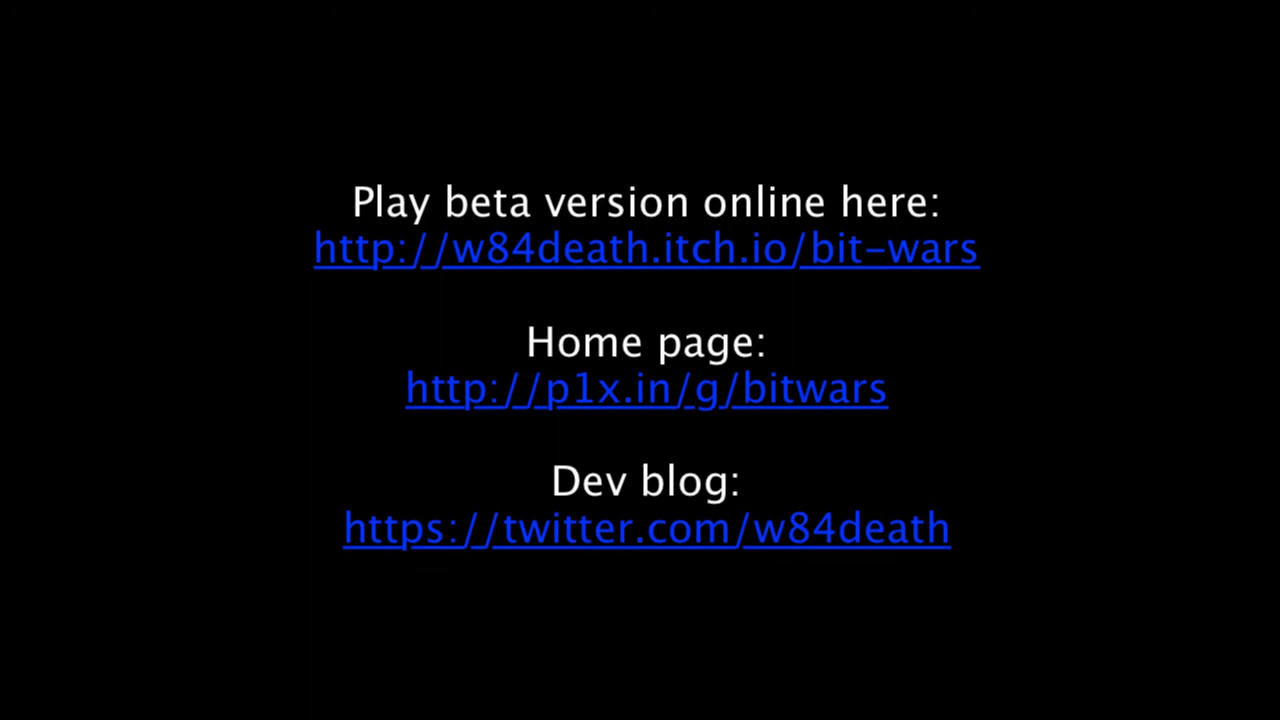 Play beta version online here:
http://w84death.itch.io/bit-wars
Home page:
http://p1x.in/g/bitwars
Dev blog:
https://twitter.com/w84death